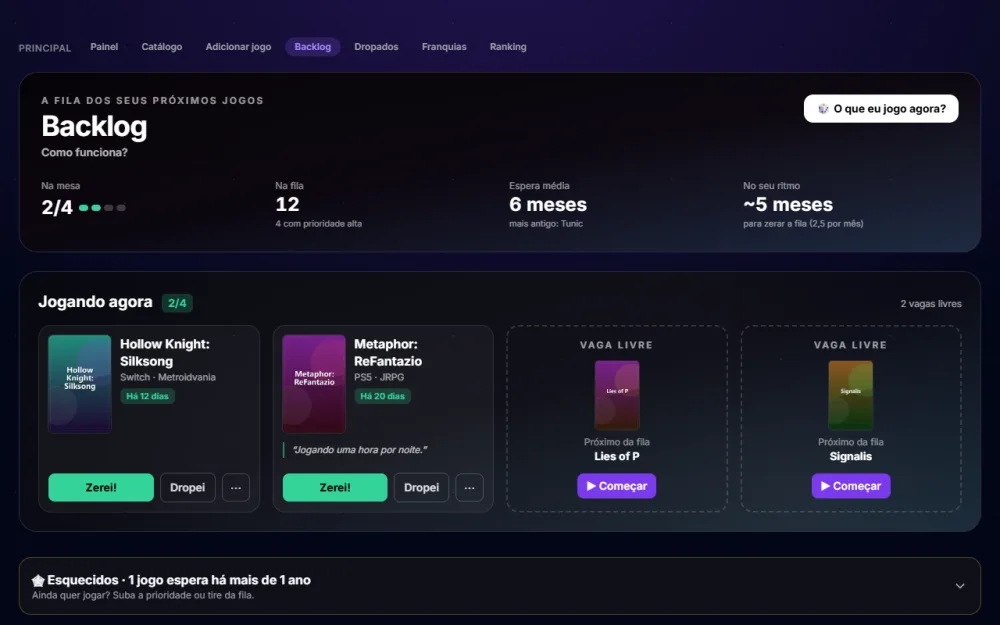 PRINCIPAL Painel Catálogo Adicionar jogo Backlog Dropados Franquias Ranking
A FILA DOS SEUS PRÓXIMOS JOGOS
Backlog
Como funciona?
O que eu jogo agora?
Na mesa
2/4
Na fila
12
4 com prioridade alta
Espera média
6 meses
mais antigo: Tunic
No seu ritmo
~5 meses
para zerar a fila (2,5 por mês)
Jogando agora 2/4
2 vagas livres
Hollow
Knight:
Silksong
Hollow Knight:
Silksong
Switch · Metroidvania
Há 12 dias
Zerei! Dropei ...
Metaphor:
ReFantazio
Metaphor:
ReFantazio
PS5 · JRPG
Há 20 dias
"Jogando uma hora por noite."
Zerei! Dropei ...
VAGA LIVRE
Lies of P
Próximo da fila
Lies of P
▶ Começar
VAGA LIVRE
Signalis
Próximo da fila
Signalis
▶ Começar
Esquecidos · 1 jogo espera há mais de 1 ano
Ainda quer jogar? Suba a prioridade ou tire da fila.